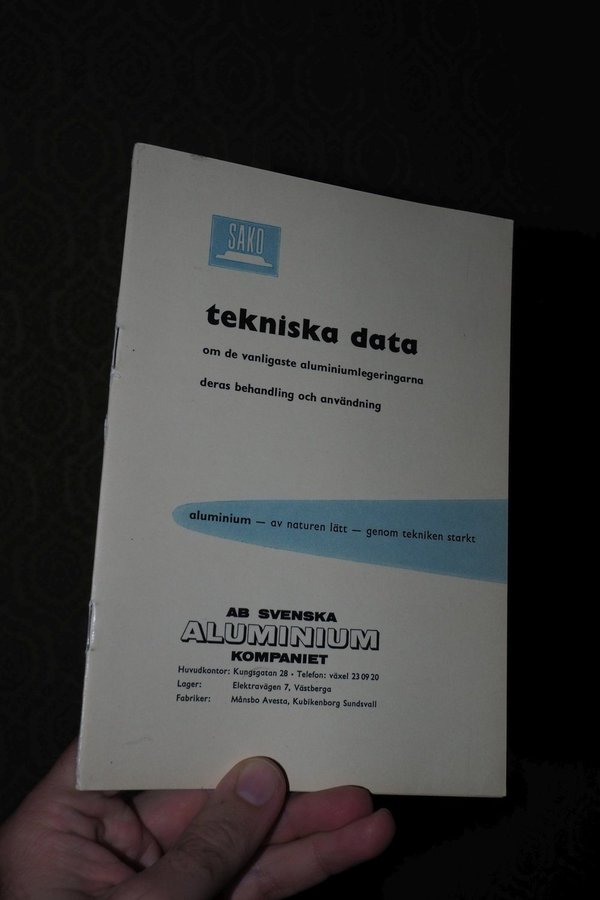 SAKO
tekniska data
om de vanligaste aluminiumlegeringarna
deras behandling och användning
aluminium — av naturen lätt — genom tekniken starkt
AB SVENSKA
ALUMINIUM
KOMPANIET
Huvudkontor: Kungsgatan 28 • Telefon: växel 23 09 20
Lager: Elektravägen 7, Västberga
Fabriker: Månsbo Avesta, Kubikenborg Sundsvall